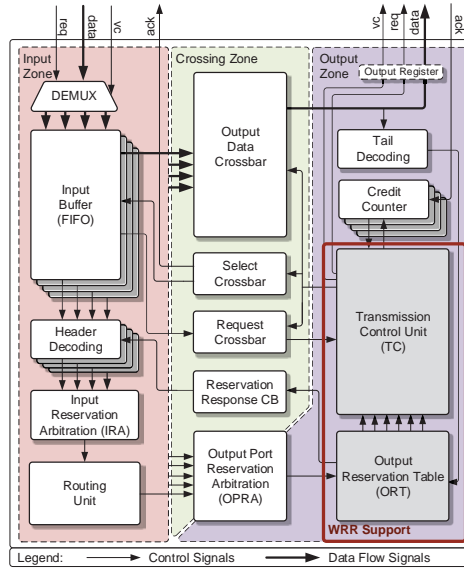 req
data
vc
ack
vc
req
data
ack
Input
Zone
Crossing Zone
Output
Zone
Output Register
DEMUX
Input
Buffer
(FIFO)
Output
Data
Crossbar
Tail
Decoding
Credit
Counter
Select
Crossbar
Request
Crossbar
Transmission
Control Unit
(TC)
Header
Decoding
Reservation
Response CB
Input
Reservation
Arbitration (IRA)
Output Port
Reservation
Arbitration
(OPRA)
Output
Reservation Table
(ORT)
Routing
Unit
WRR Support
Legend:
Control Signals
Data Flow Signals